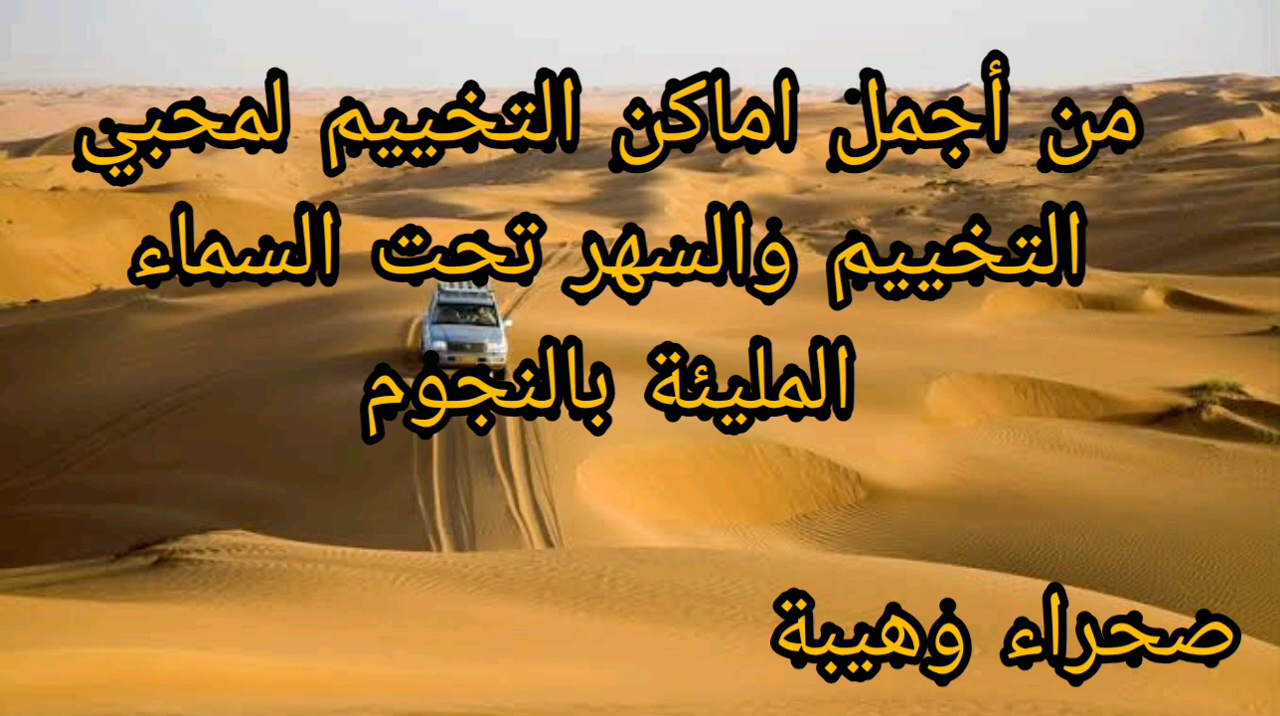 من أجمل اماكن التخييم لمحبي
التخييم والسهر تحت السماء
المليئة بالنجوم
صحراء وهيبة